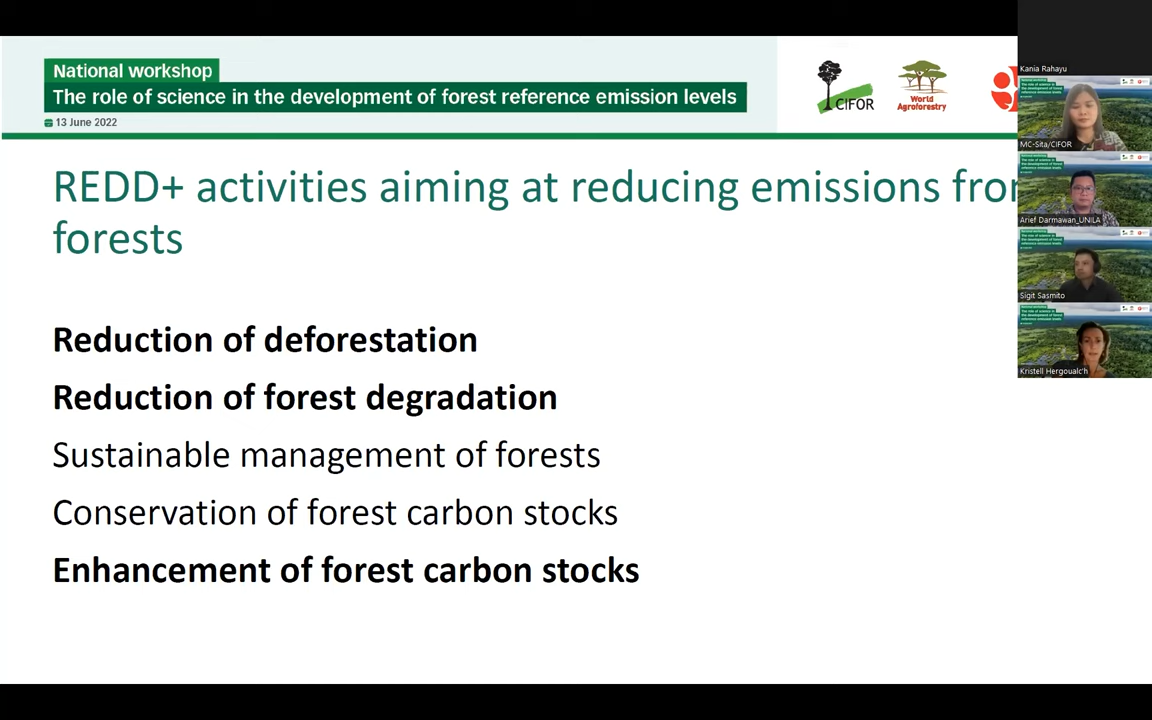 National workshop
The role of science in the development of forest reference emission levels
13 June 2022
CIFOR
World
Agroforestry
REDD+ activities aiming at reducing emissions from
forests
Reduction of deforestation
Reduction of forest degradation
Sustainable management of forests
Conservation of forest carbon stocks
Enhancement of forest carbon stocks
Kania Rahayu
MC-Sita/CIFOR
Arief Darmawan_UNILA
Sigit Sasmito
Kristell Hergoualc'h